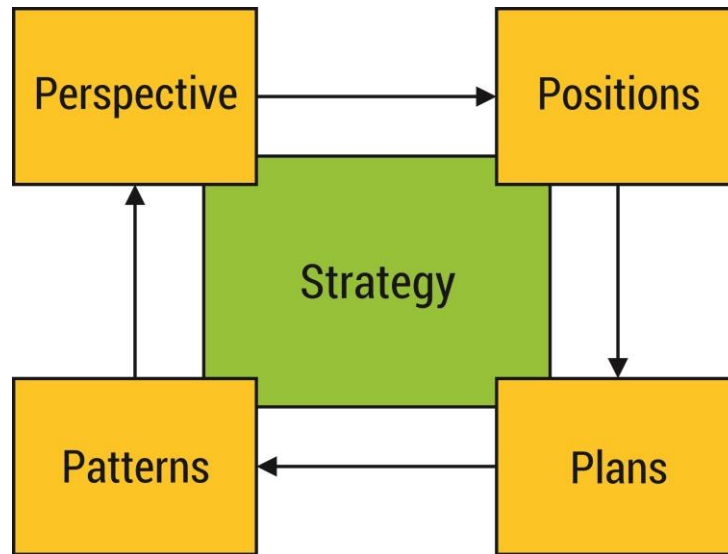 Perspective
Positions
Strategy
Patterns
Plans